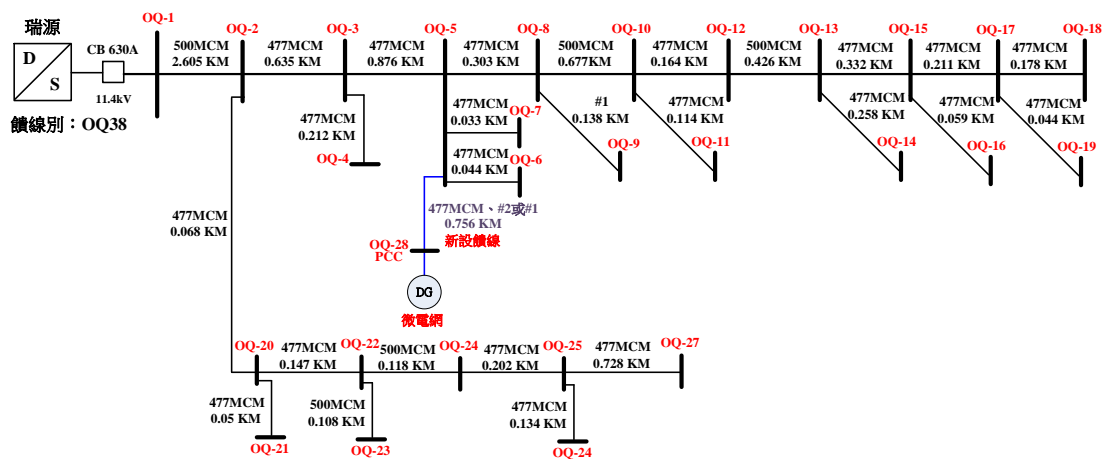 瑞源
D
S
CB 630A
11.4kV
饋線別：OQ38
OQ-1
500MCM
2.605 KM
OQ-2
477MCM
0.635 KM
OQ-3
477MCM
0.876 KM
OQ-5
477MCM
0.303 KM
OQ-8
500MCM
0.677KM
OQ-10
477MCM
0.164 KM
OQ-12
500MCM
0.426 KM
OQ-13
477MCM
0.332 KM
OQ-15
477MCM
0.211 KM
OQ-17
477MCM
0.178 KM
OQ-18
477MCM
0.212 KM
OQ-4
477MCM
0.033 KM
OQ-7
477MCM
0.044 KM
OQ-6
#1
0.138 KM
OQ-9
477MCM
0.114 KM
OQ-11
477MCM
0.258 KM
OQ-14
477MCM
0.059 KM
OQ-16
477MCM
0.044 KM
OQ-19
477MCM
0.068 KM
477MCM、#2或#1
0.756 KM
新設饋線
OQ-28
PCC
DG
微電網
OQ-20
477MCM
0.147 KM
OQ-22
500MCM
0.118 KM
OQ-24
477MCM
0.202 KM
OQ-25
477MCM
0.728 KM
OQ-27
477MCM
0.05 KM
OQ-21
500MCM
0.108 KM
OQ-23
477MCM
0.134 KM
OQ-24